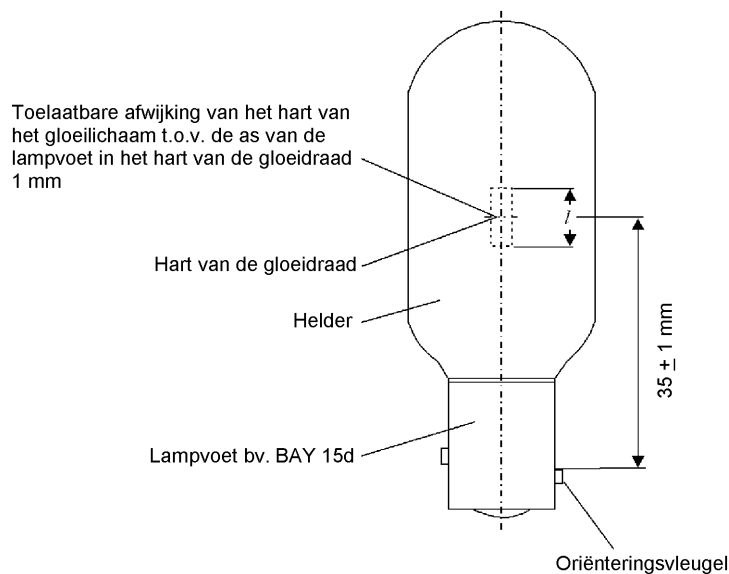 Toelaatbare afwijking van het hart van
het gloeilichaam t.o.v. de as van de
lampvoet in het hart van de gloeidraad
1 mm
l
Hart van de gloeidraad
Helder
35 ± 1 mm
Lampvoet bv. BAY 15d
Oriënteringsvleugel